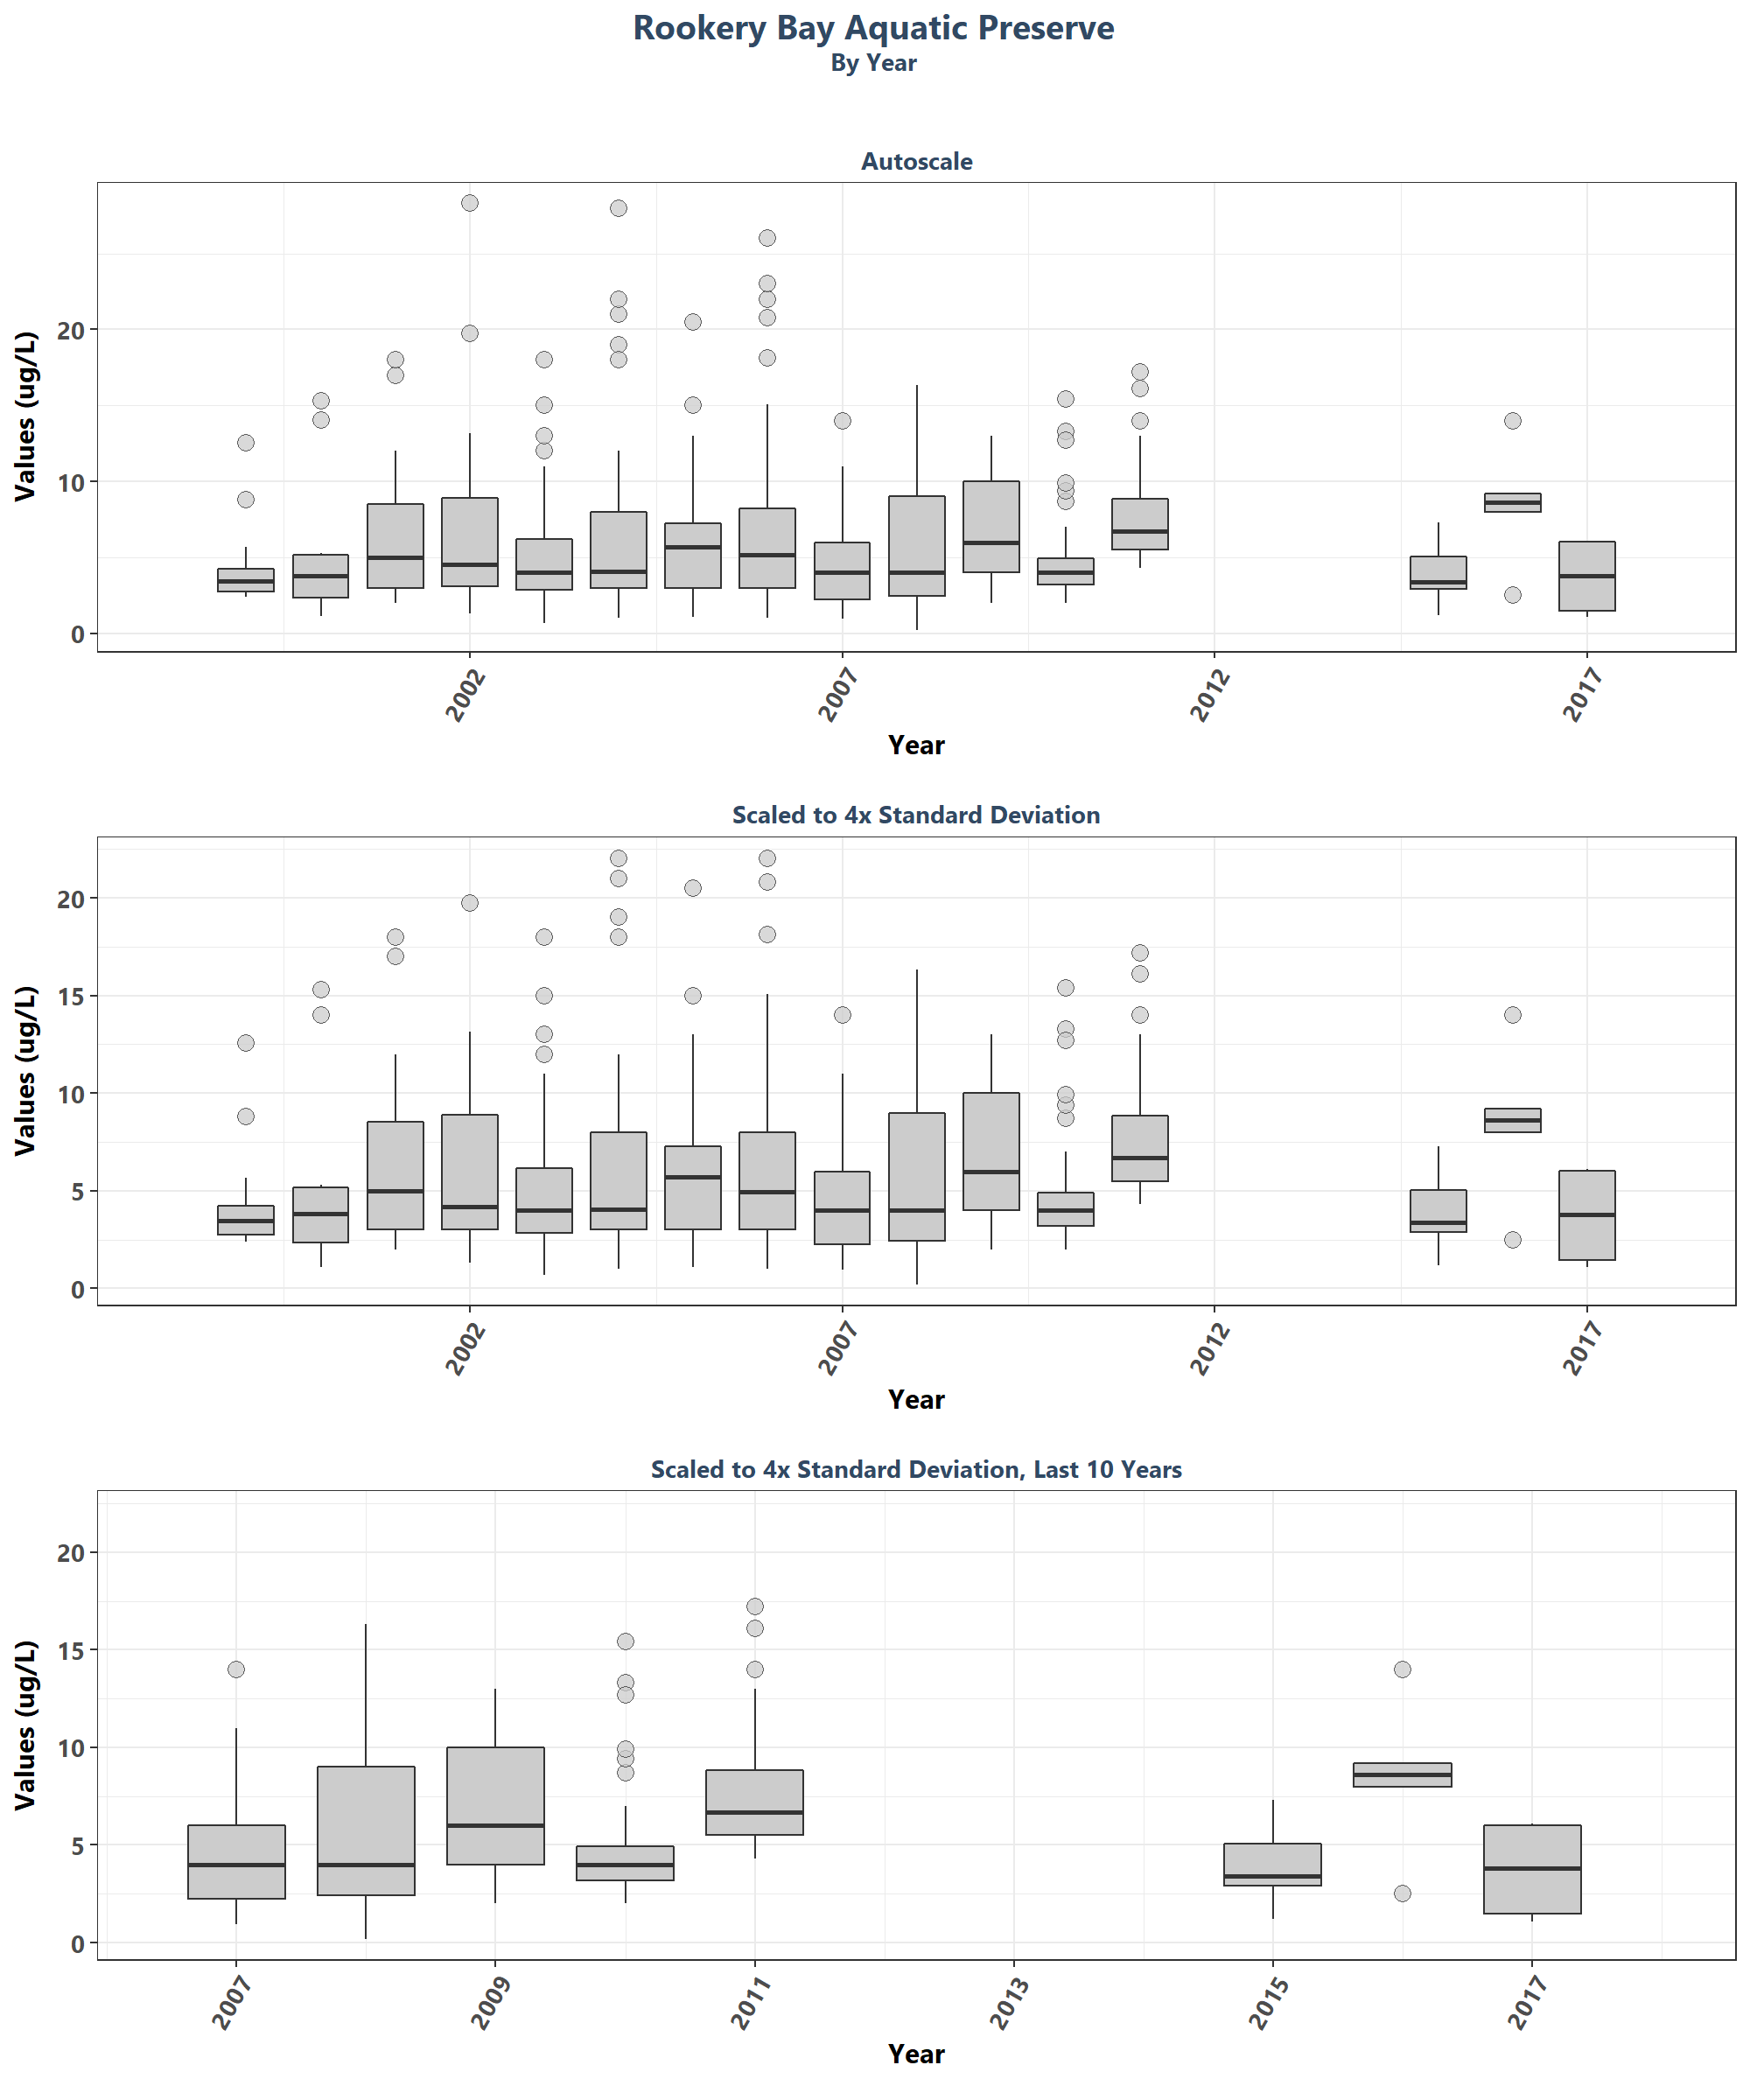 Rookery Bay Aquatic Preserve
By Year
Autoscale
Values (ug/L)
20
10
0
2002 2007 2012 2017
Year
Scaled to 4x Standard Deviation
Values (ug/L)
20
15
10
5
0
2002 2007 2012 2017
Year
Scaled to 4x Standard Deviation, Last 10 Years
Values (ug/L)
20
15
10
5
0
2007 2009 2011 2013 2015 2017
Year